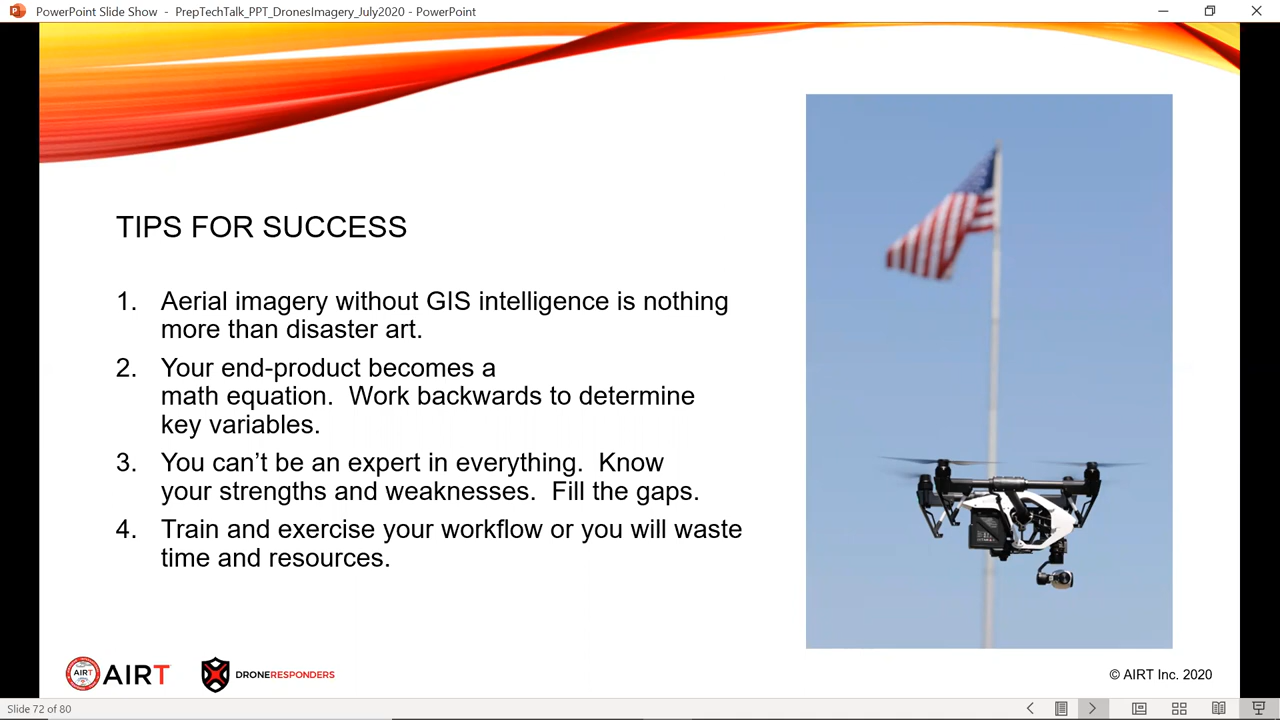 PowerPoint Slide Show - PrepTechTalk_PPT_DronesImagery_July2020 - PowerPoint
TIPS FOR SUCCESS
1. Aerial imagery without GIS intelligence is nothing
more than disaster art.
2. Your end-product becomes a
math equation.  Work backwards to determine
key variables.
3. You can’t be an expert in everything.  Know
your strengths and weaknesses.  Fill the gaps.
4. Train and exercise your workflow or you will waste
time and resources.
AIRT AIRT DRONERESPONDERS
© AIRT Inc. 2020
Slide 72 of 80